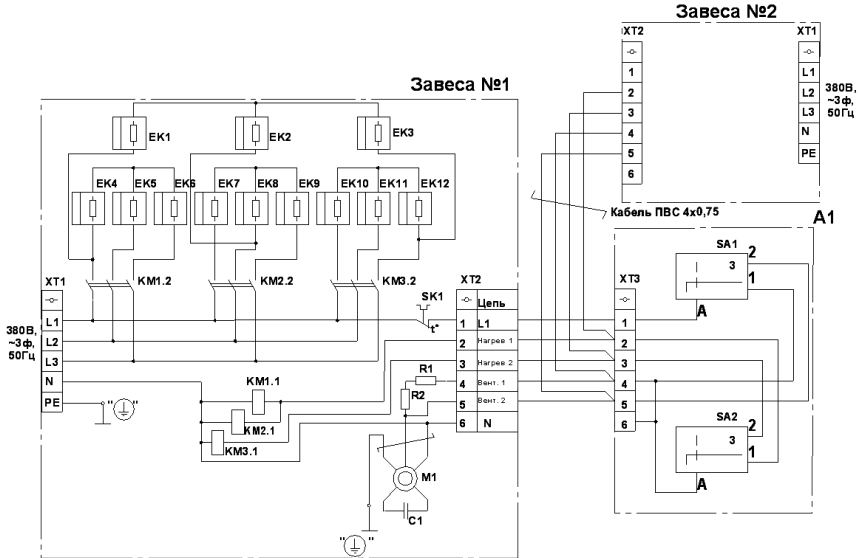 Завеса №2
XT2
XT1
1
2
3
4
5
6
L1
L2
L3
N
PE
380В,
~3ф,
50Гц
Завеса №1
EK1
EK2
EK3
EK4
EK5
EK6
EK7
EK8
EK9
EK10
EK11
EK12
KM1.2
KM2.2
KM3.2
XT1
L1
L2
L3
N
PE
380В,
~3ф,
50Гц
SK1
t°
XT2
Цепь
1 L1
2 Нагрев 1
3 Нагрев 2
4 Вент. 1
5 Вент. 2
6 N
R1
R2
KM1.1
KM2.1
KM3.1
M1
C1
Кабель ПВС 4x0,75
A1
XT3
1
2
3
4
5
6
SA1
2
3
1
A
SA2
2
3
1
A